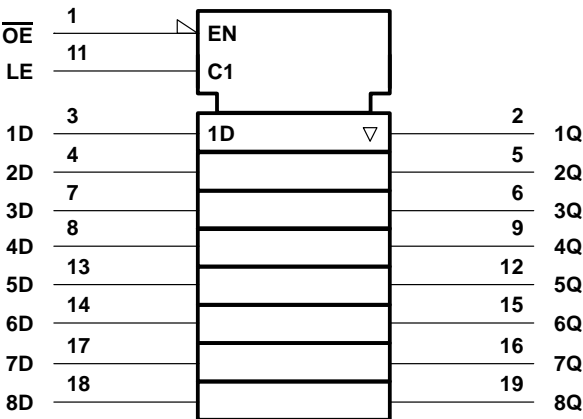 OE 1 EN
LE 11 C1
1D 3 1D ▽ 2 1Q
2D 4 5 2Q
3D 7 6 3Q
4D 8 9 4Q
5D 13 12 5Q
6D 14 15 6Q
7D 17 16 7Q
8D 18 19 8Q